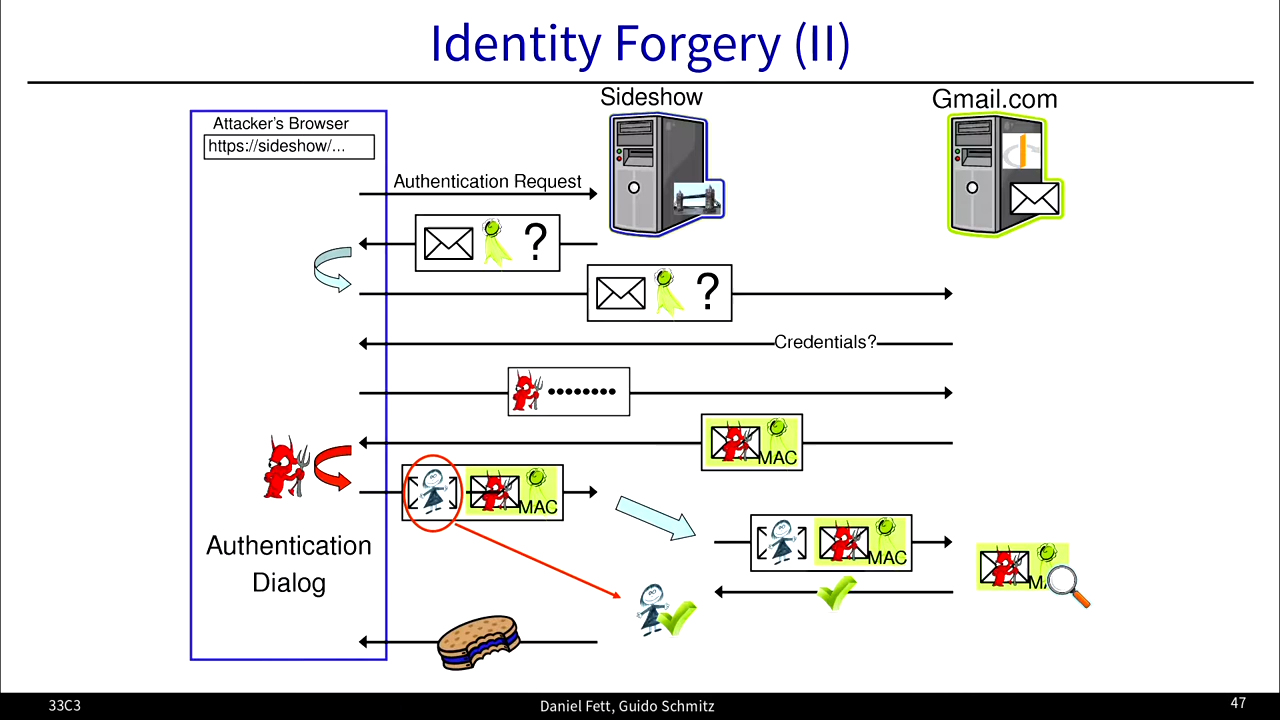 Identity Forgery (II)
Sideshow
Gmail.com
Attacker's Browser
https://sideshow/...
Authentication Request
?
?
Credentials?
••••••••
MAC
MAC
MAC
MA
Authentication
Dialog
33C3
Daniel Fett, Guido Schmitz
47